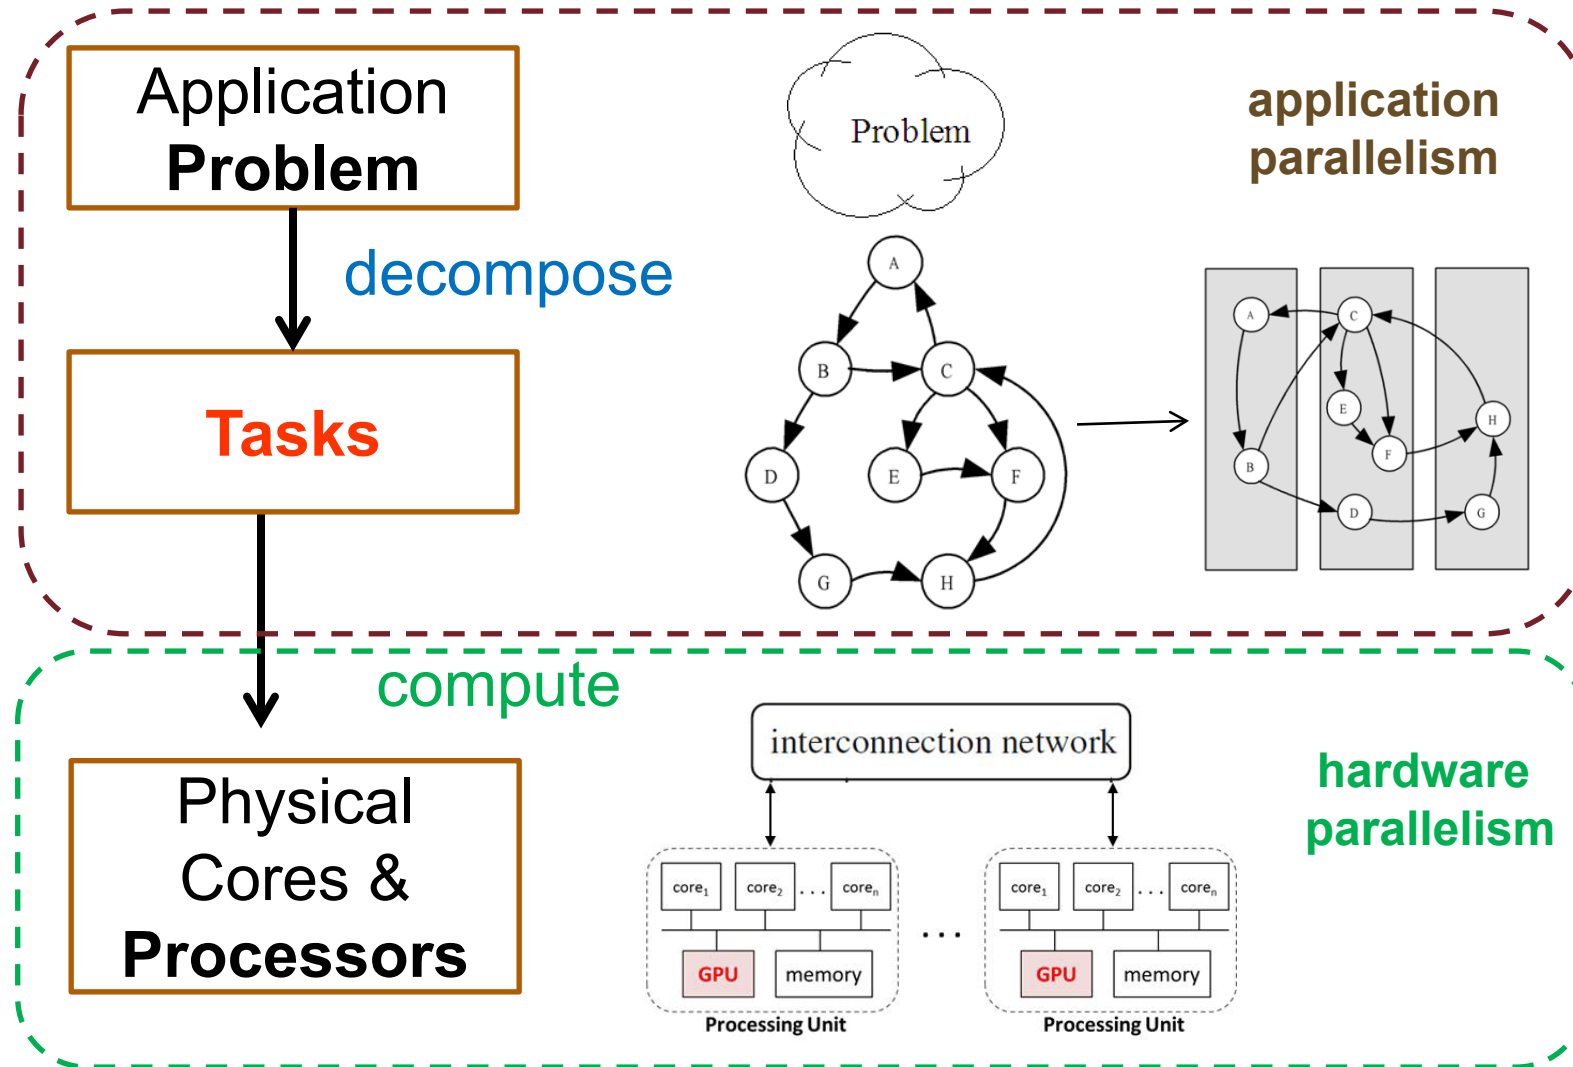 Application
Problem
decompose
Tasks
Problem
A
B
C
D
E
F
G
H
application
parallelism
A
C
E
H
B
F
D
G
compute
Physical
Cores &
Processors
interconnection network
core1 core2 ... coren
GPU memory
Processing Unit
...
core1 core2 ... coren
GPU memory
Processing Unit
hardware
parallelism